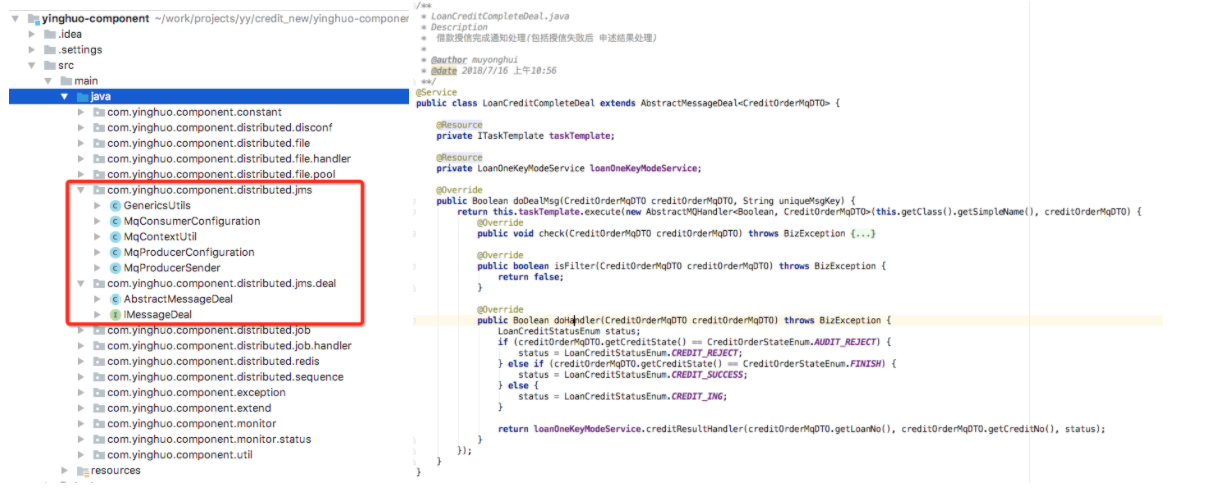 yinghuo-component ~/work/projects/yy/credit_new/yinghuo-componen
.idea
.settings
src
main
java
com.yinghuo.component.constant
com.yinghuo.component.distributed.disconf
com.yinghuo.component.distributed.file
com.yinghuo.component.distributed.file.handler
com.yinghuo.component.distributed.file.pool
com.yinghuo.component.distributed.jms
GenericsUtils
MqConsumerConfiguration
MqContextUtil
MqProducerConfiguration
MqProducerSender
com.yinghuo.component.distributed.jms.deal
AbstractMessageDeal
IMessageDeal
com.yinghuo.component.distributed.job
com.yinghuo.component.distributed.job.handler
com.yinghuo.component.distributed.redis
com.yinghuo.component.distributed.sequence
com.yinghuo.component.exception
com.yinghuo.component.extend
com.yinghuo.component.monitor
com.yinghuo.component.monitor.status
com.yinghuo.component.util
resources
/**
* LoanCreditCompleteDeal.java
* Description
* 借款授信完成通知处理(包括授信失败后 申述结果处理)
*
* @author muyonghui
* @date 2018/7/16 上午10:56
**/
@Service
public class LoanCreditCompleteDeal extends AbstractMessageDeal<CreditOrderMqDTO> {
@Resource
private ITaskTemplate taskTemplate;
@Resource
private LoanOneKeyModeService loanOneKeyModeService;
@Override
public Boolean doDealMsg(CreditOrderMqDTO creditOrderMqDTO, String uniqueMsgKey) {
return this.taskTemplate.execute(new AbstractMQHandler<Boolean, CreditOrderMqDTO>(this.getClass().getSimpleName(), creditOrderMqDTO) {
@Override
public void check(CreditOrderMqDTO creditOrderMqDTO) throws BizException {...}
@Override
public boolean isFilter(CreditOrderMqDTO creditOrderMqDTO) throws BizException {
return false;
}
@Override
public Boolean doHandler(CreditOrderMqDTO creditOrderMqDTO) throws BizException {
LoanCreditStatusEnum status;
if (creditOrderMqDTO.getCreditState() == CreditOrderStateEnum.AUDIT_REJECT) {
status = LoanCreditStatusEnum.CREDIT_REJECT;
} else if (creditOrderMqDTO.getCreditState() == CreditOrderStateEnum.FINISH) {
status = LoanCreditStatusEnum.CREDIT_SUCCESS;
} else {
status = LoanCreditStatusEnum.CREDIT_ING;
}
return loanOneKeyModeService.creditResultHandler(creditOrderMqDTO.getLoanNo(), creditOrderMqDTO.getCreditNo(), status);
}
});
}
}